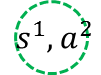 s¹, a²